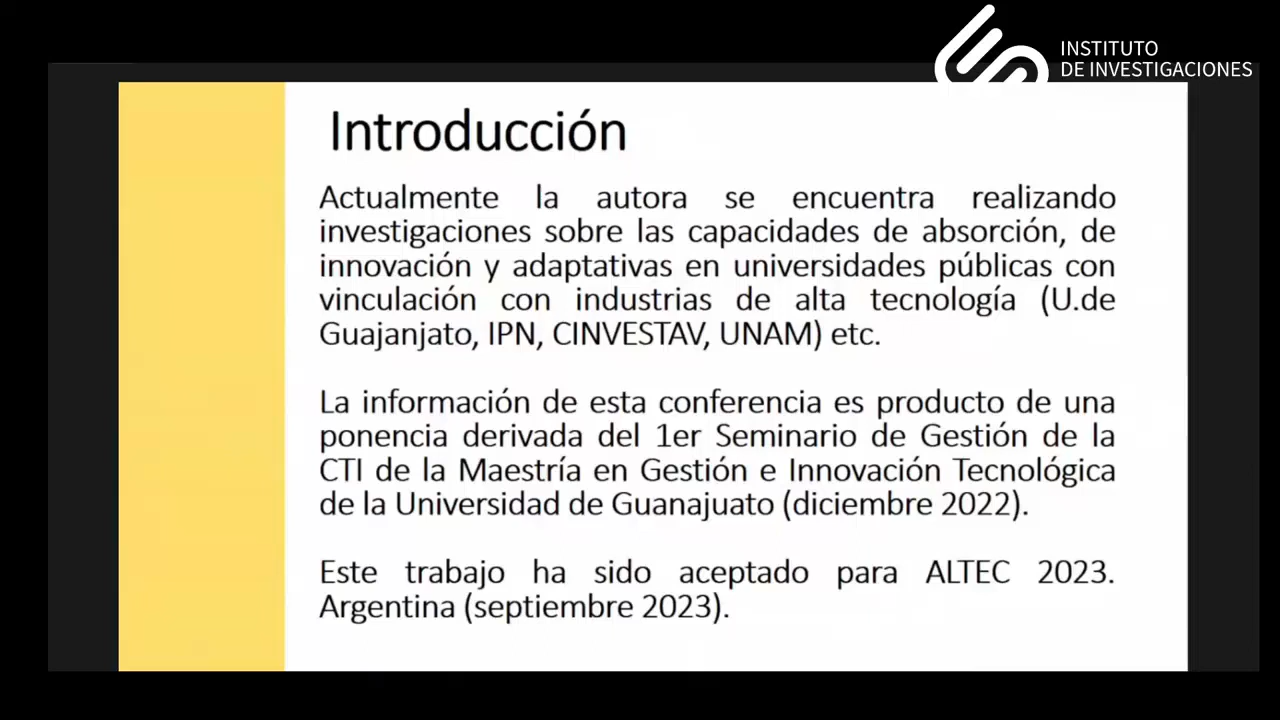 INSTITUTO
DE INVESTIGACIONES
Introducción
Actualmente la autora se encuentra realizando
investigaciones sobre las capacidades de absorción, de
innovación y adaptativas en universidades públicas con
vinculación con industrias de alta tecnología (U.de
Guajanjato, IPN, CINVESTAV, UNAM) etc.
La información de esta conferencia es producto de una
ponencia derivada del 1er Seminario de Gestión de la
CTI de la Maestría en Gestión e Innovación Tecnológica
de la Universidad de Guanajuato (diciembre 2022).
Este trabajo ha sido aceptado para ALTEC 2023.
Argentina (septiembre 2023).